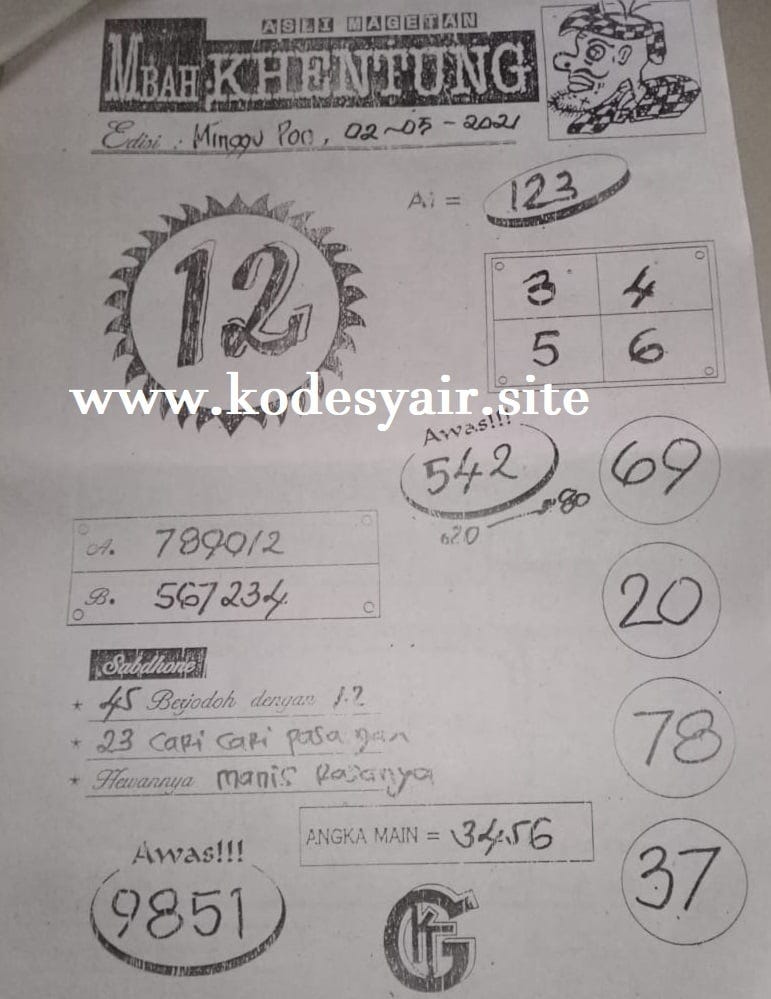 ASLI MAGETAN
MBAH KHENTUNG
Edisi : Minggu Pon, 02-05-2021
Ai = 123
12
3 4
5 6
www.kodesyair.site
Awas!!!
542
69
20 80
A. 789012
B. 567234
20
Sabdhone
* 45 Berjodoh dengan 12
* 23 cari cari pasangan
* Hewannya manis Rasanya
78
ANGKA MAIN = 3456
Awas!!!
9851
37